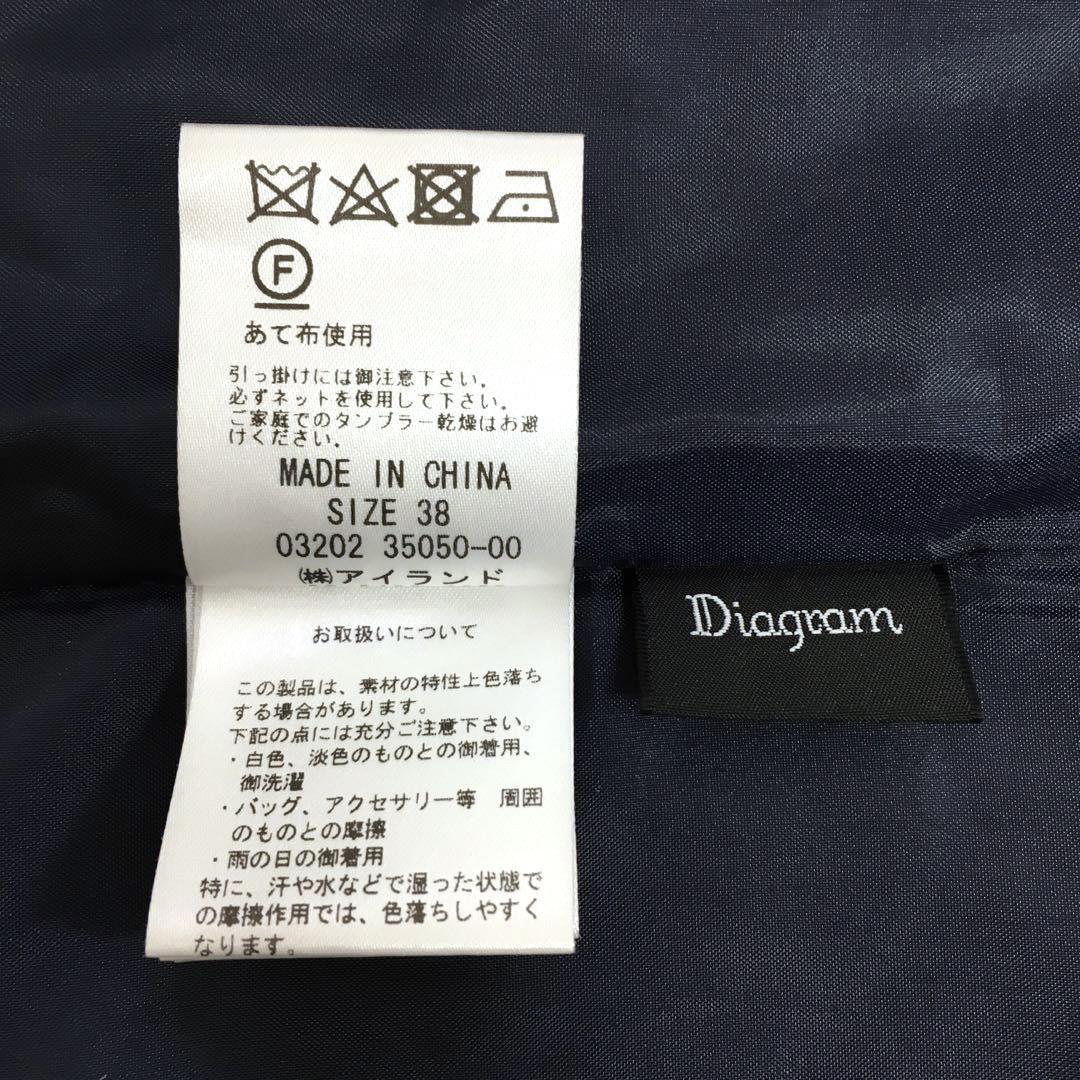 F
あて布使用
引っ掛けには御注意下さい。
必ずネットを使用して下さい。
ご家庭でのタンブラー乾燥はお避
けください。
MADE IN CHINA
SIZE 38
03202 35050-00
㈱アイランド
お取扱いについて
この製品は、素材の特性上色落ち
する場合があります。
下記の点には充分ご注意下さい。
・白色、淡色のものとの御着用、
御洗濯
・バッグ、アクセサリー等 周囲
のものとの摩擦
・雨の日の御着用
特に、汗や水などで湿った状態で
の摩擦作用では、色落ちしやすく
なります。
Diagram